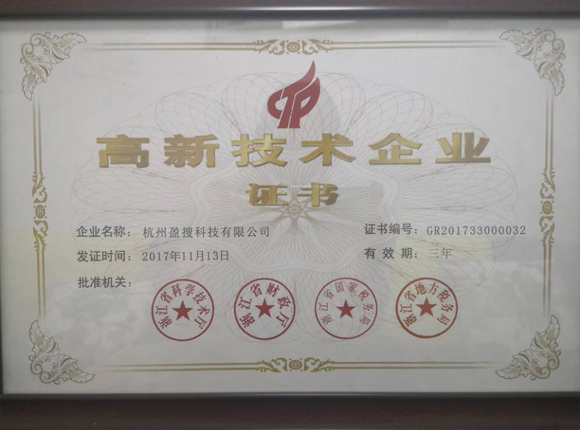 高新技术企业
证书
企业名称：杭州盈搜科技有限公司
证书编号：GR201733000032
发证时间：2017年11月13日
有效期：三年
批准机关：
浙江省科学技术厅
浙江省财政厅
浙江省国家税务局
浙江省地方税务局